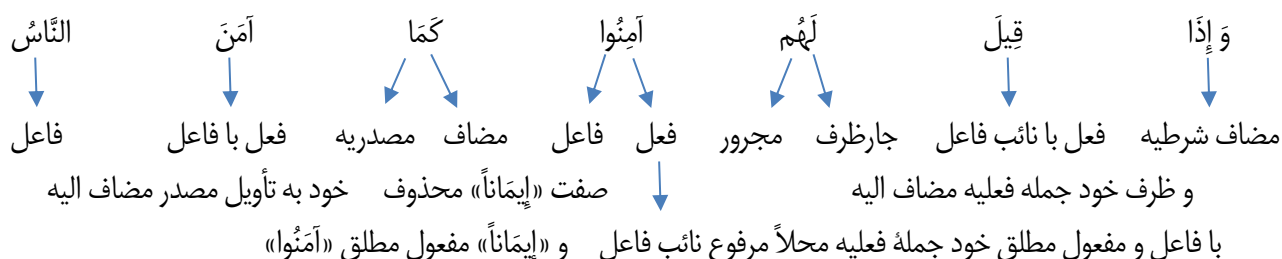 وَ إِذَا قِيلَ لَهُم آمِنُوا كَمَا آمَنَ النَّاسُ
مضاف شرطیه فعل با نائب فاعل جارظرف مجرور فعل فاعل مضاف مصدریه فعل با فاعل فاعل
و ظرف خود جمله فعلیه مضاف الیه صفت «إِیمَاناً» محذوف خود به تأویل مصدر مضاف الیه
با فاعل و مفعول مطلق خود جملهٔ فعلیه محلاً مرفوع نائب فاعل و «إِیمَاناً» مفعول مطلق «آمَنُوا»